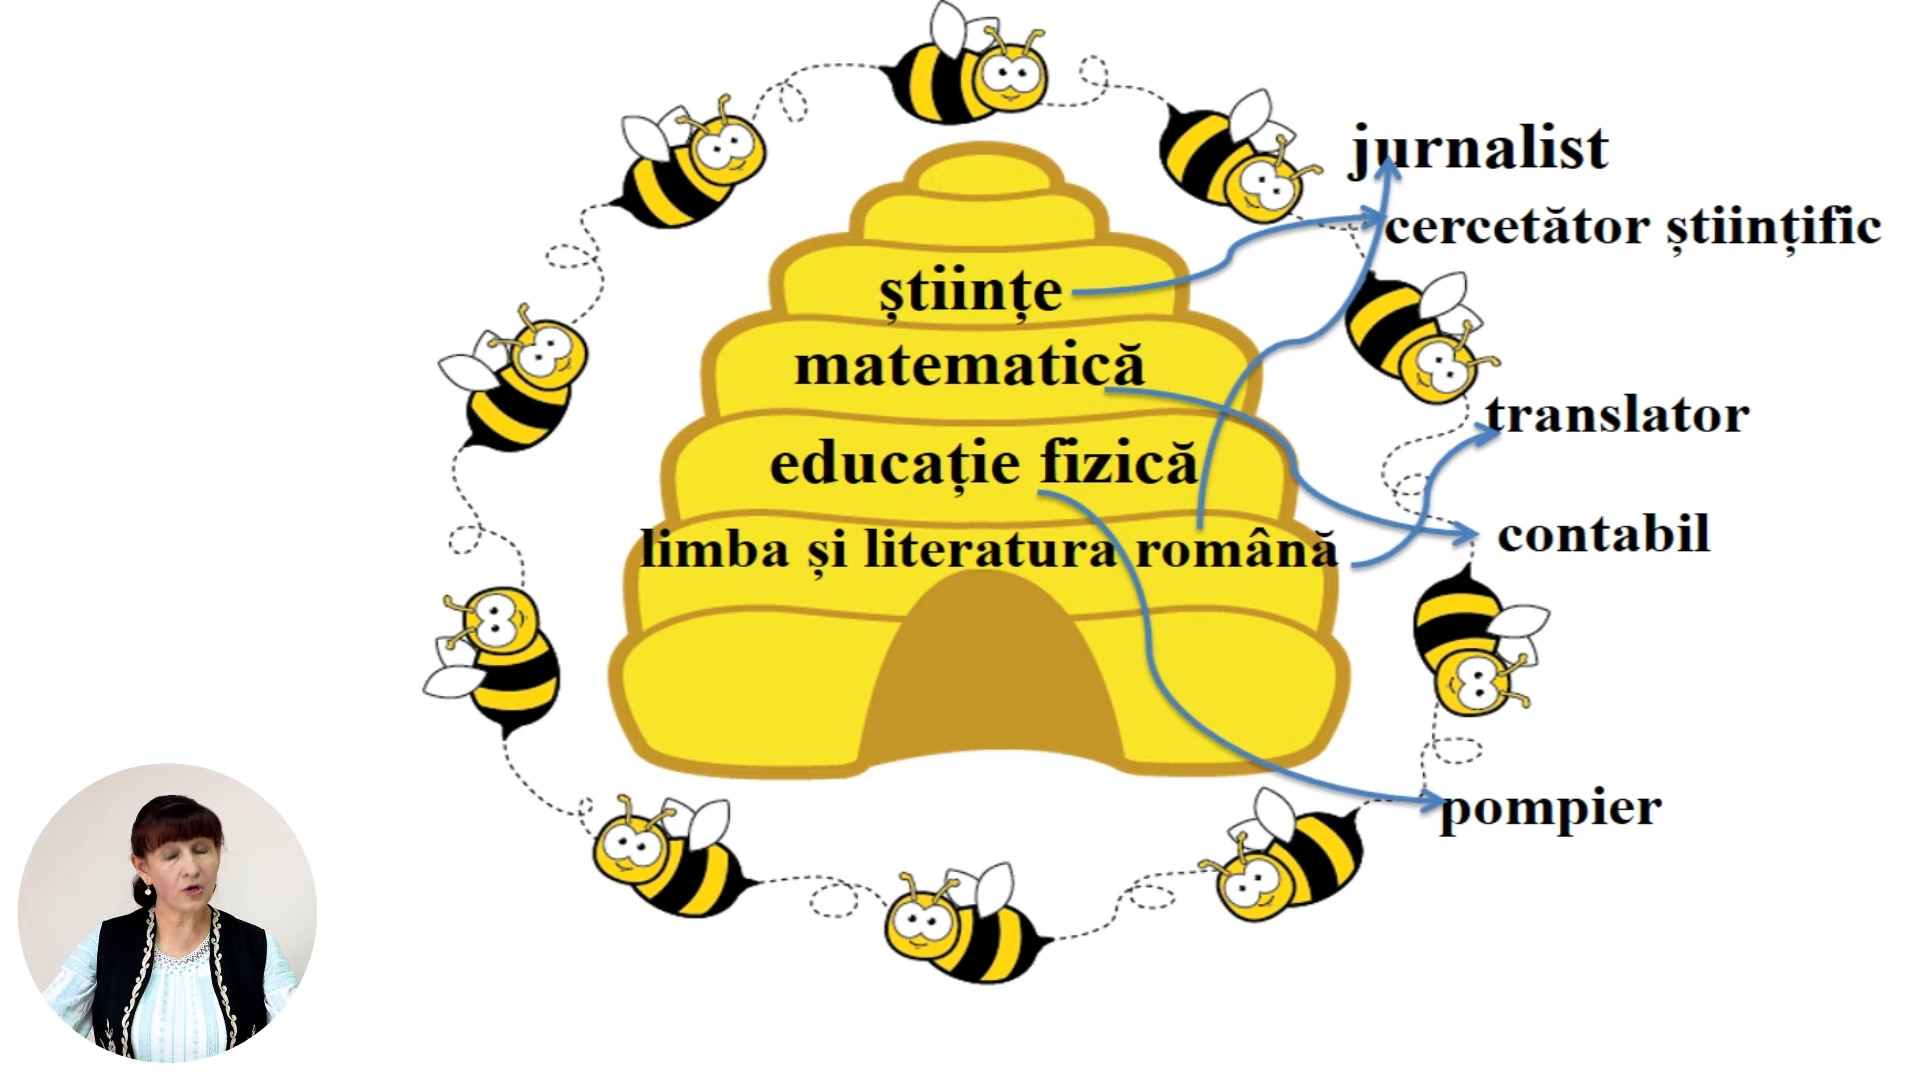 jurnalist
cercetător științific
științe
matematică
translator
educație fizică
contabil
limba și literatura română
pompier